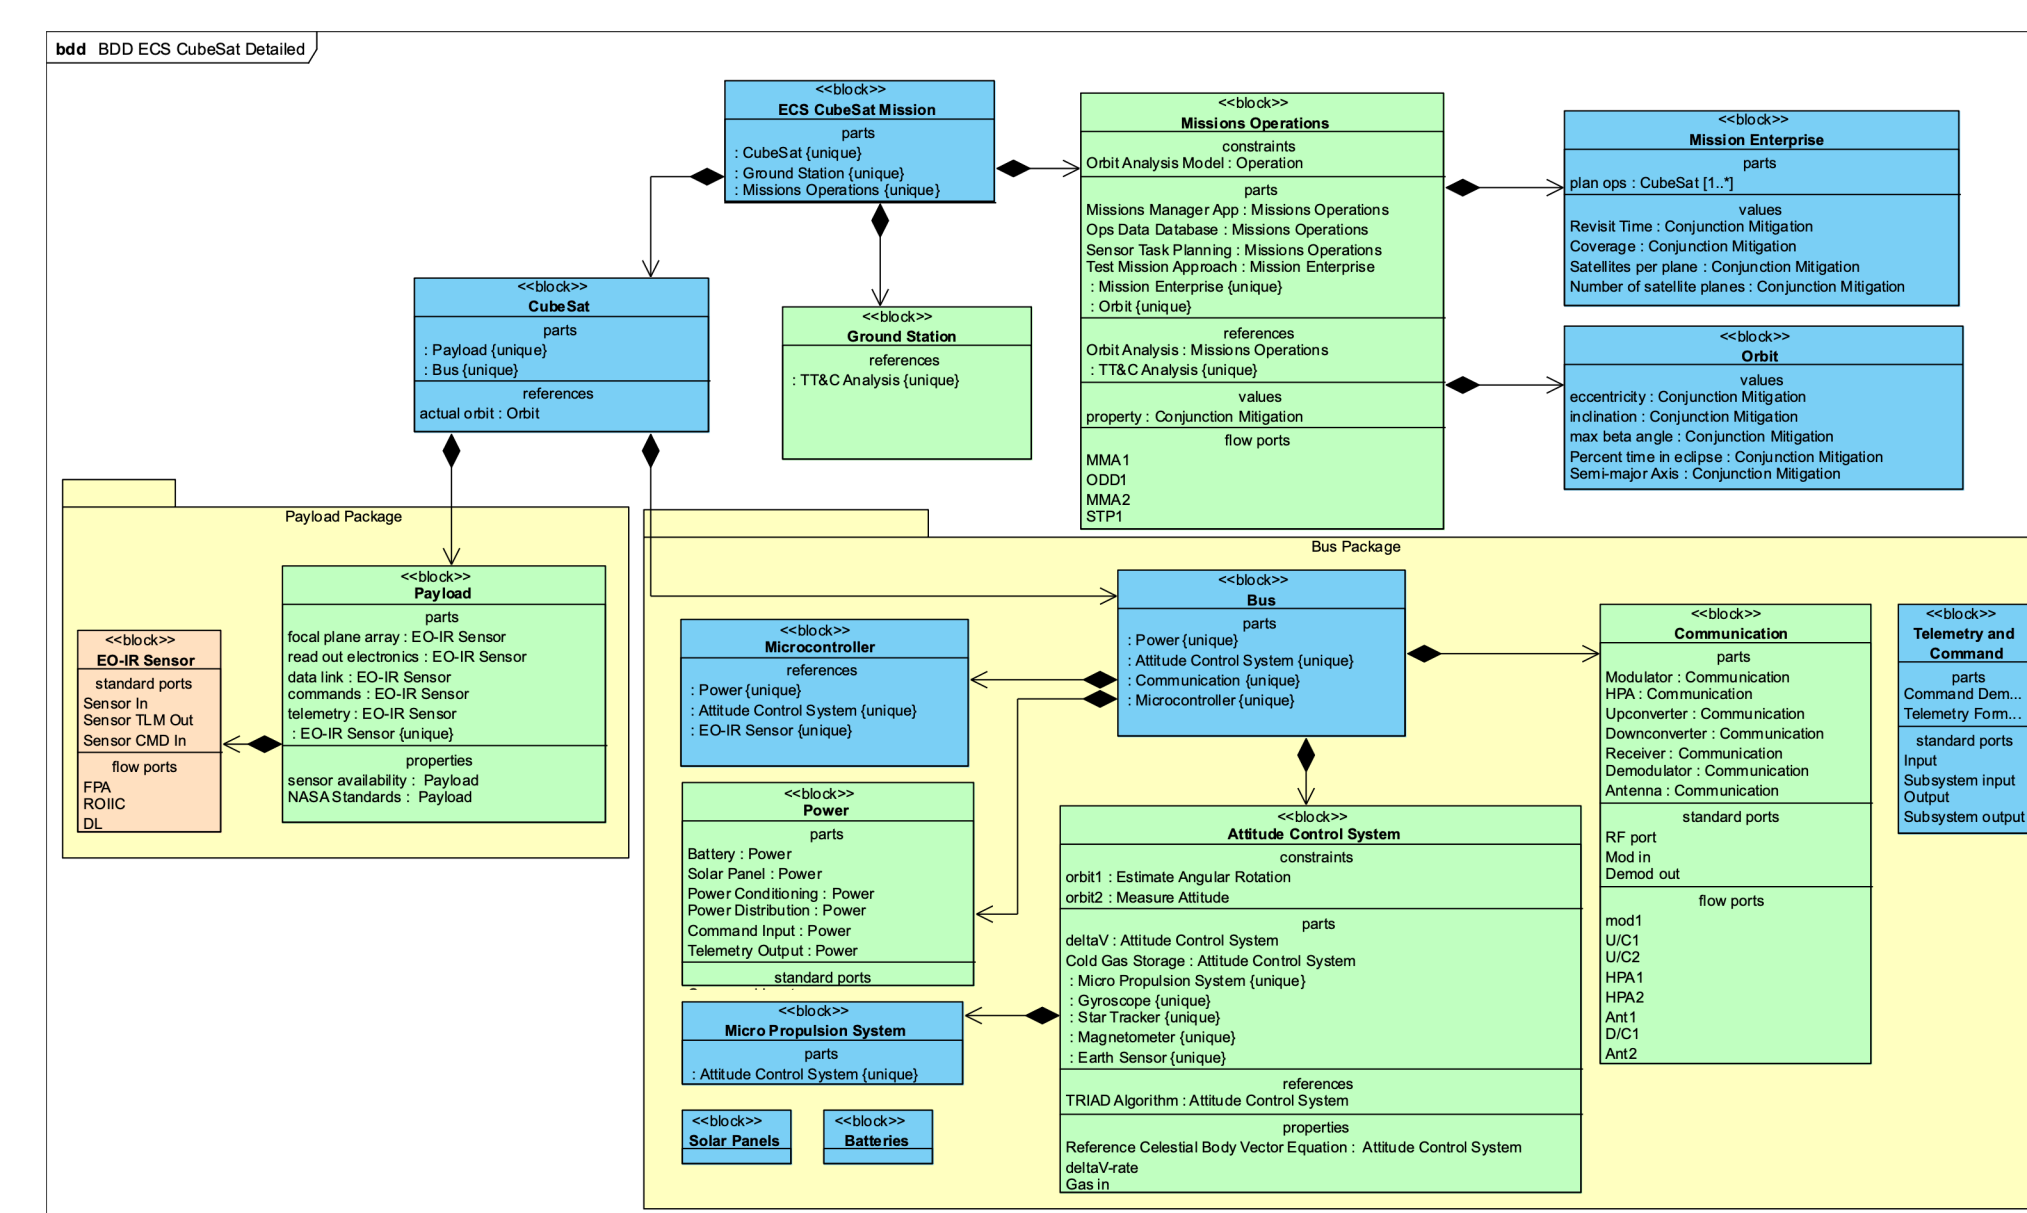 bdd BDD ECS CubeSat Detailed
<<block>>
ECS CubeSat Mission
parts
: CubeSat {unique}
: Ground Station {unique}
: Missions Operations {unique}
<<block>>
Missions Operations
constraints
Orbit Analysis Model : Operation
parts
Missions Manager App : Missions Operations
Ops Data Database : Missions Operations
Sensor Task Planning : Missions Operations
Test Mission Approach : Mission Enterprise
: Mission Enterprise {unique}
: Orbit {unique}
references
Orbit Analysis : Missions Operations
: TT&C Analysis {unique}
values
property : Conjunction Mitigation
flow ports
MMA1
ODD1
MMA2
STP1
<<block>>
Mission Enterprise
parts
plan ops : CubeSat [1..*]
values
Revisit Time : Conjunction Mitigation
Coverage : Conjunction Mitigation
Satellites per plane : Conjunction Mitigation
Number of satellite planes : Conjunction Mitigation
<<block>>
CubeSat
parts
: Payload {unique}
: Bus {unique}
references
actual orbit : Orbit
<<block>>
Ground Station
references
: TT&C Analysis {unique}
<<block>>
Orbit
values
eccentricity : Conjunction Mitigation
inclination : Conjunction Mitigation
max beta angle : Conjunction Mitigation
Percent time in eclipse : Conjunction Mitigation
Semi-major Axis : Conjunction Mitigation
Payload Package
<<block>>
Payload
parts
focal plane array : EO-IR Sensor
read out electronics : EO-IR Sensor
data link : EO-IR Sensor
commands : EO-IR Sensor
telemetry : EO-IR Sensor
: EO-IR Sensor {unique}
properties
sensor availability : Payload
NASA Standards : Payload
<<block>>
EO-IR Sensor
standard ports
Sensor In
Sensor TLM Out
Sensor CMD In
flow ports
FPA
ROIIC
DL
Bus Package
<<block>>
Bus
parts
: Power {unique}
: Attitude Control System {unique}
: Communication {unique}
: Microcontroller {unique}
<<block>>
Microcontroller
references
: Power {unique}
: Attitude Control System {unique}
: EO-IR Sensor {unique}
<<block>>
Communication
parts
Modulator : Communication
HPA : Communication
Upconverter : Communication
Downconverter : Communication
Receiver : Communication
Demodulator : Communication
Antenna : Communication
standard ports
RF port
Mod in
Demod out
flow ports
mod1
U/C1
U/C2
HPA1
HPA2
Ant1
D/C1
Ant2
<<block>>
Telemetry and
Command
parts
Command Dem...
Telemetry Form...
standard ports
Input
Subsystem input
Output
Subsystem output
<<block>>
Power
parts
Battery : Power
Solar Panel : Power
Power Conditioning : Power
Power Distribution : Power
Command Input : Power
Telemetry Output : Power
standard ports
<<block>>
Attitude Control System
constraints
orbit1 : Estimate Angular Rotation
orbit2 : Measure Attitude
parts
deltaV : Attitude Control System
Cold Gas Storage : Attitude Control System
: Micro Propulsion System {unique}
: Gyroscope {unique}
: Star Tracker {unique}
: Magnetometer {unique}
: Earth Sensor {unique}
references
TRIAD Algorithm : Attitude Control System
properties
Reference Celestial Body Vector Equation : Attitude Control System
deltaV-rate
Gas in
<<block>>
Micro Propulsion System
parts
: Attitude Control System {unique}
<<block>>
Solar Panels
<<block>>
Batteries